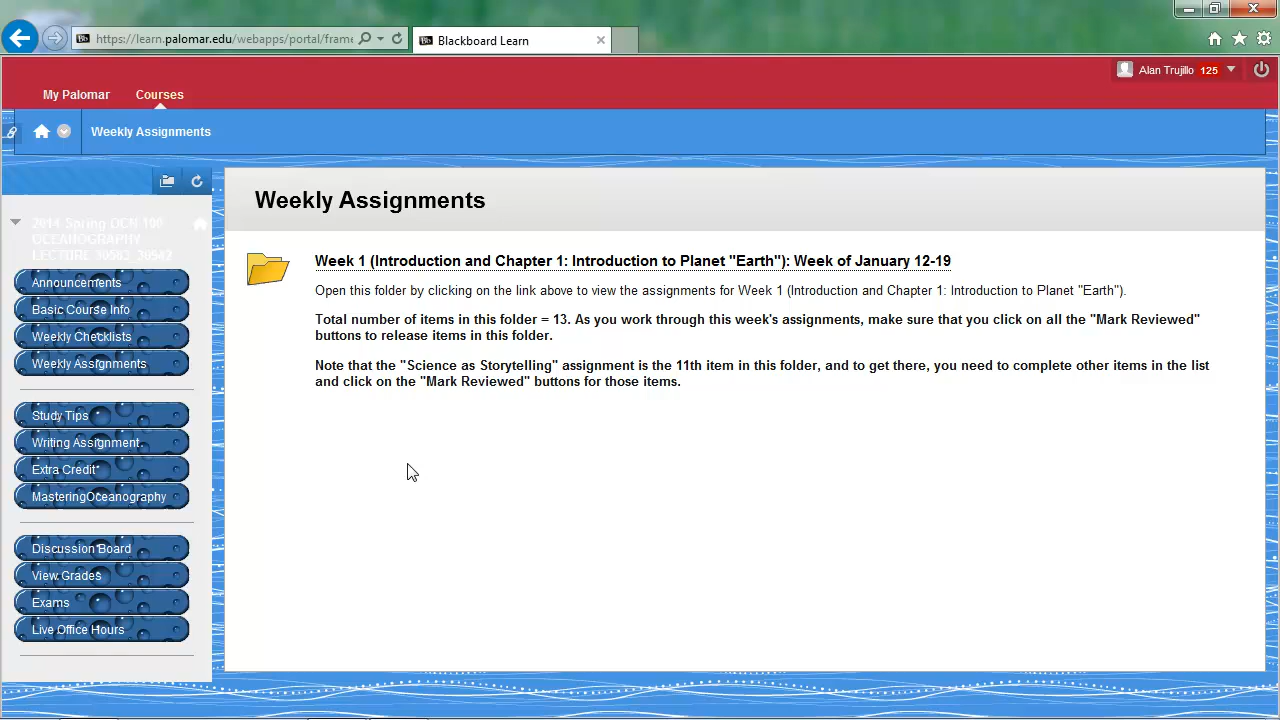 https://learn.palomar.edu/webapps/portal/frame
Blackboard Learn
Alan Trujillo 125
My Palomar
Courses
Weekly Assignments
2014 Spring OCN 100
OCEANOGRAPHY
LECTURE 30563_30542
Announcements
Basic Course Info
Weekly Checklists
Weekly Assignments
Study Tips
Writing Assignment
Extra Credit
MasteringOceanography
Discussion Board
View Grades
Exams
Live Office Hours
Weekly Assignments
Week 1 (Introduction and Chapter 1: Introduction to Planet "Earth"): Week of January 12-19
Open this folder by clicking on the link above to view the assignments for Week 1 (Introduction and Chapter 1: Introduction to Planet "Earth").
Total number of items in this folder = 13. As you work through this week's assignments, make sure that you click on all the "Mark Reviewed"
buttons to release items in this folder.
Note that the "Science as Storytelling" assignment is the 11th item in this folder, and to get there, you need to complete other items in the list
and click on the "Mark Reviewed" buttons for those items.